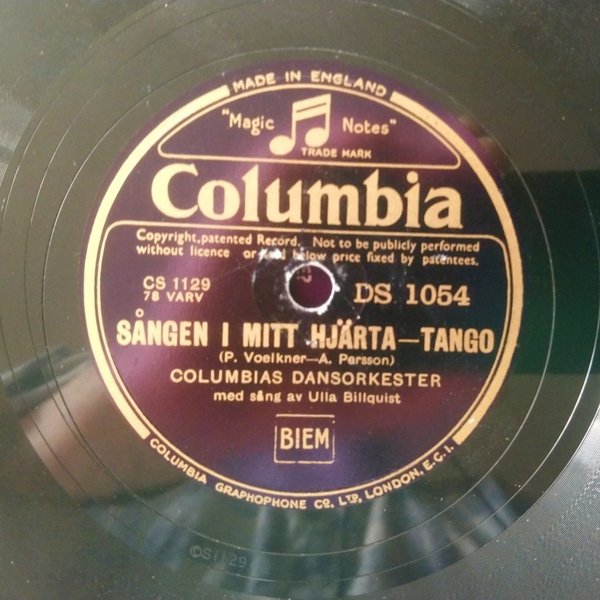 MADE IN ENGLAND
"Magic Notes"
TRADE MARK
Columbia
Copyright, patented Record. Not to be publicly performed
without licence or sold below price fixed by patentees.
CS 1129
78 VARV
DS 1054
SÅNGEN I MITT HJÄRTA—TANGO
(P. Voelkner—A. Persson)
COLUMBIAS DANSORKESTER
med sång av Ulla Billquist
BIEM
COLUMBIA GRAPHOPHONE CO. LTD, LONDON, E.C.I.
CS1129